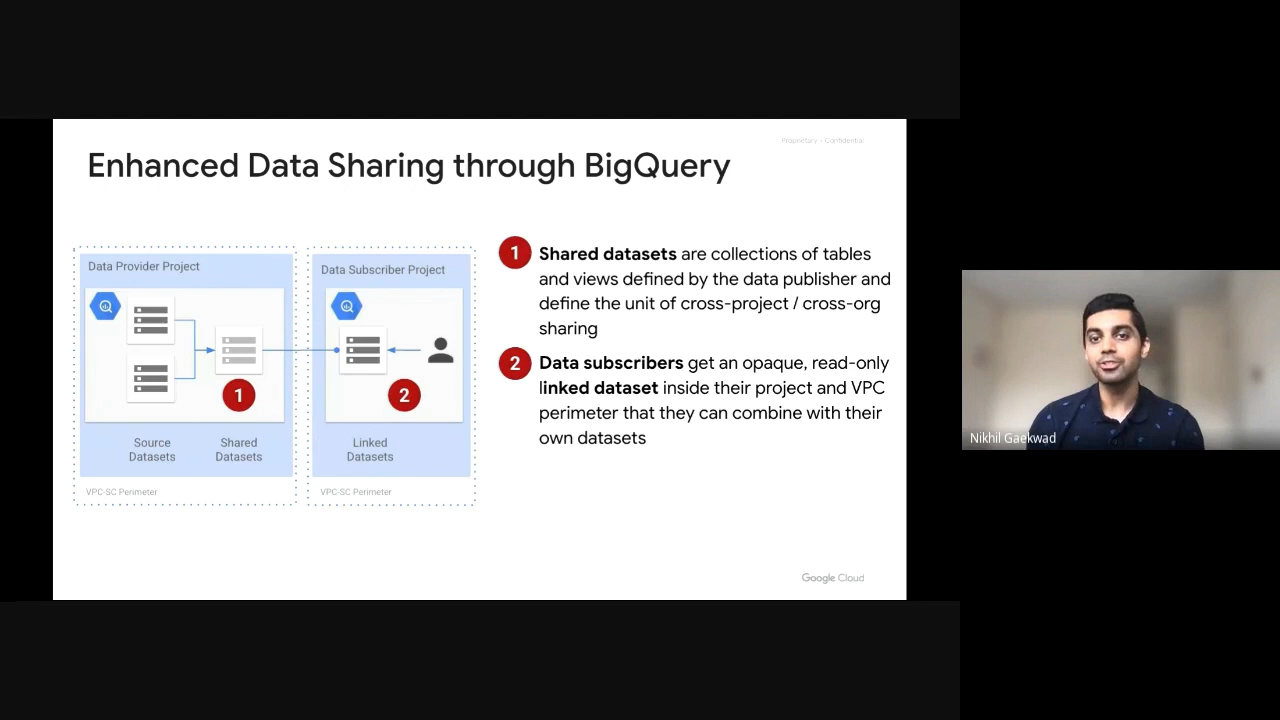 Proprietary + Confidential
Enhanced Data Sharing through BigQuery
Data Provider Project
Source
Datasets
1
Shared
Datasets
VPC-SC Perimeter
Data Subscriber Project
2
Linked
Datasets
VPC-SC Perimeter
1
Shared datasets are collections of tables
and views defined by the data publisher and
define the unit of cross-project / cross-org
sharing
2
Data subscribers get an opaque, read-only
linked dataset inside their project and VPC
perimeter that they can combine with their
own datasets
Google Cloud
Nikhil Gaekwad